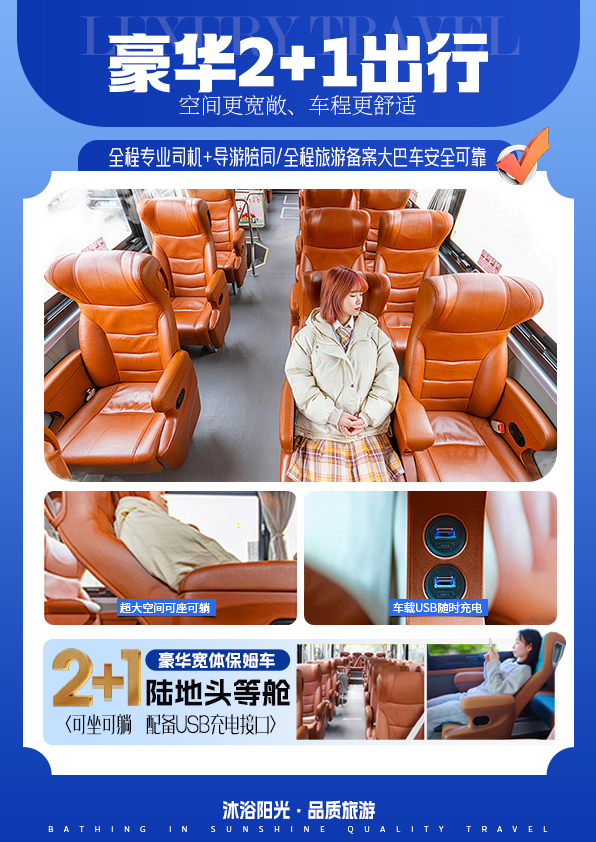 LUXURY TRAVEL
豪华2+1出行
空间更宽敞、车程更舒适
全程专业司机+导游陪同/全程旅游备案大巴车安全可靠
超大空间可座可躺
车载USB随时充电
2+1
豪华宽体保姆车
陆地头等舱
〈可坐可躺 配备USB充电接口〉
沐浴阳光·品质旅游
BATHING IN SUNSHINE QUALITY TRAVEL